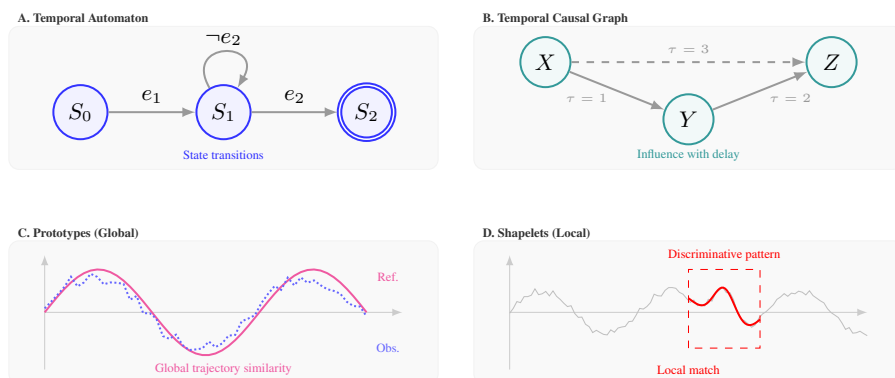 A. Temporal Automaton
¬e₂
S₀
e₁
S₁
e₂
S₂
State transitions
B. Temporal Causal Graph
X
τ = 3
Z
τ = 1
τ = 2
Y
Influence with delay
C. Prototypes (Global)
Ref.
Obs.
Global trajectory similarity
D. Shapelets (Local)
Discriminative pattern
Local match